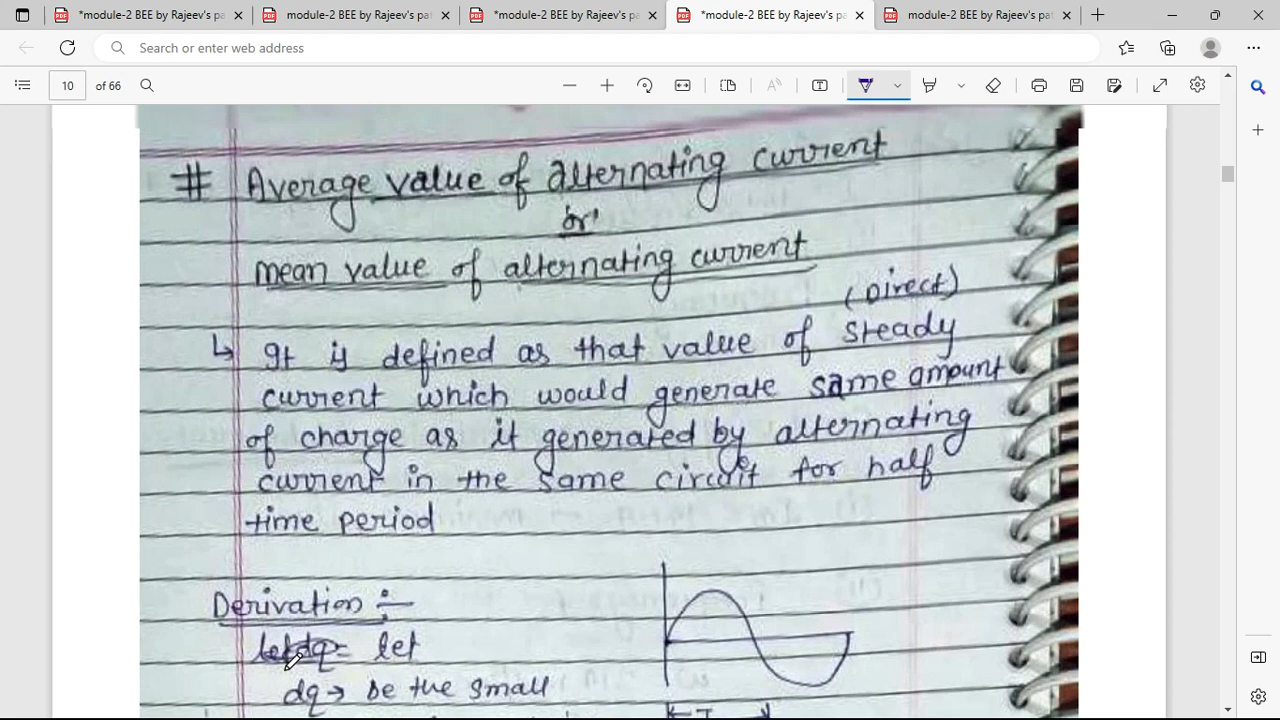 *module-2 BEE by Rajeev's pa
module-2 BEE by Rajeev's pat
*module-2 BEE by Rajeev's pa
*module-2 BEE by Rajeev's pa
module-2 BEE by Rajeev's pat
Search or enter web address
10 of 66
# Average value of alternating current
or
mean value of alternating current
(Direct)
↳ It is defined as that value of steady
current which would generate same amount
of charge as it generated by alternating
current in the same circuit for half
time period
Derivation :-
let dq = let
dq → be the small
T